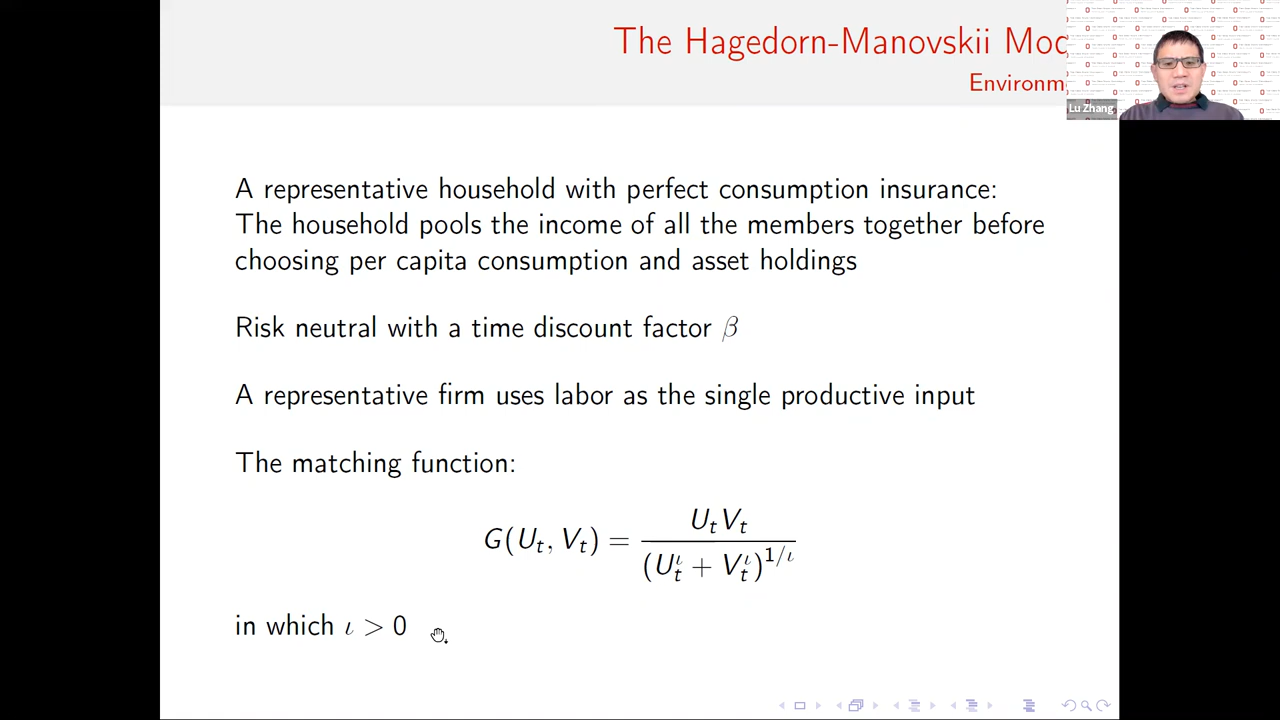 The Hagedorn-Manovskii Mod
Environm
Lu Zhang
A representative household with perfect consumption insurance:
The household pools the income of all the members together before
choosing per capita consumption and asset holdings
Risk neutral with a time discount factor β
A representative firm uses labor as the single productive input
The matching function:
G(U_t, V_t) = \frac{U_t V_t}{(U_t^ι + V_t^ι)^{1/ι}}
in which ι > 0